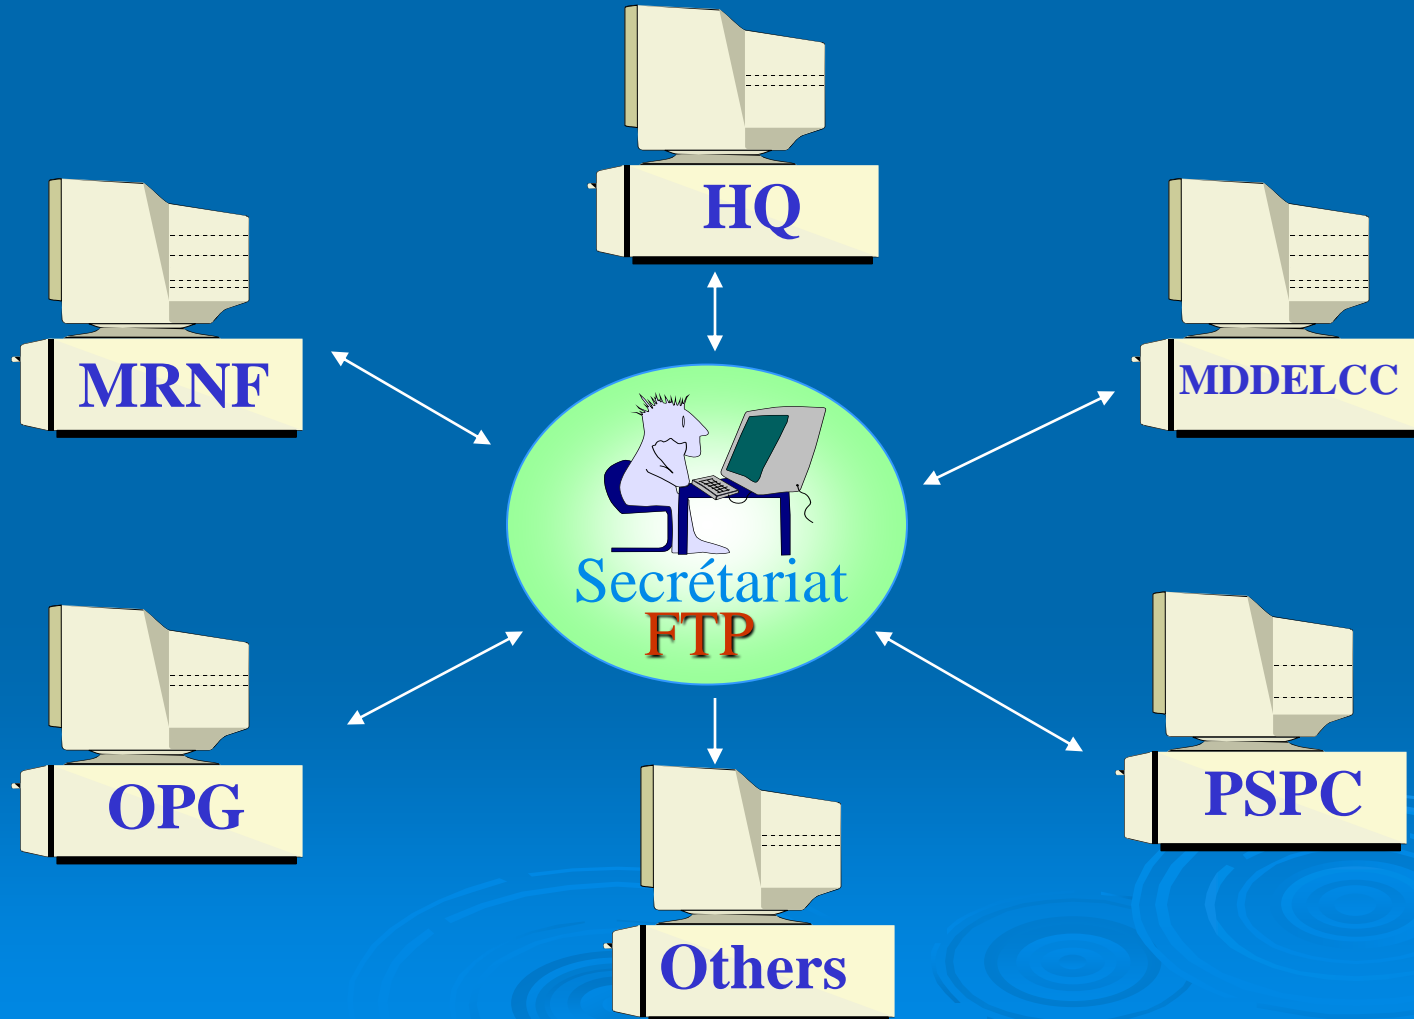 HQ
MRNF
MDDELCC
Secrétariat
FTP
OPG
PSPC
Others